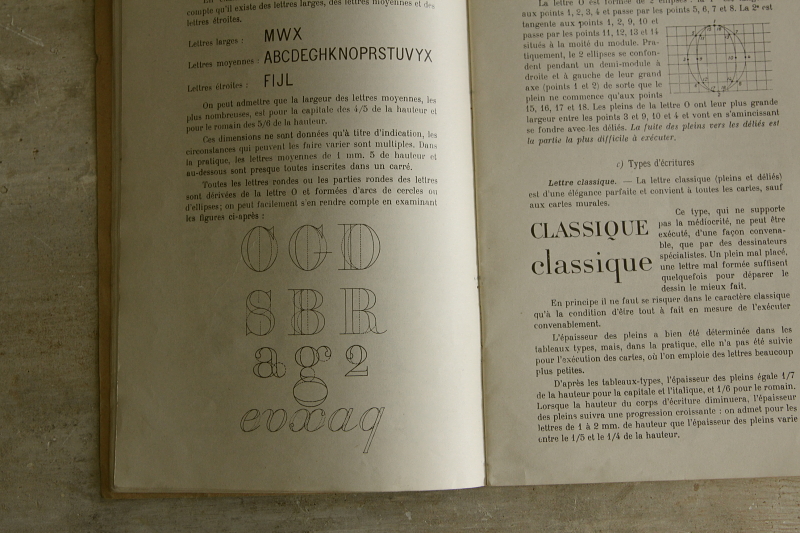 compte qu'il existe des lettres larges, des lettres moyennes et des
lettres étroites.
Lettres larges : MWX
Lettres moyennes : ABCDEGHKNOPRSTUVYX
Lettres étroites : FIJL
On peut admettre que la largeur des lettres moyennes, les
plus nombreuses, est pour la capitale des 4/5 de la hauteur et
pour le romain des 5/6 de la hauteur.
Ces dimensions ne sont données qu'à titre d'indication, les
circonstances qui peuvent les faire varier sont multiples. Dans
la pratique, les lettres moyennes de 1 mm. 5 de hauteur et
au-dessous sont presque toutes inscrites dans un carré.
Toutes les lettres rondes ou les parties rondes des lettres
sont dérivées de la lettre O et formées d'arcs de cercles ou
d'ellipses; on peut facilement s'en rendre compte en examinant
les figures ci-après :
OGD
SBR
ag2
evoxaq
La lettre O est formée de 2 ellipses :
aux points 1, 2, 3, 4 et passe par les points 5, 6, 7 et 8. La 2e est
tangente aux points 1, 2, 9, 10 et
passe par les points 11, 12, 13 et 14
situés à la moité du module. Pra-
tiquement, le 2 ellipses se confon-
dent pendant un demi-module à
droite et à gauche de leur grand
axe (points 1 et 2) de sorte que le
plein ne commence qu'aux points
15, 16, 17 et 18. Les pleins de la lettre O ont leur plus grande
largeur entre les points 3 et 9, 10 et 4 et vont en s'amincissant
se fondre avec les déliés. La fuite des pleins vers les déliés est
la partie la plus difficile à exécuter.
c) Types d'écritures
Lettre classique. — La lettre classique (pleins et déliés)
est d'une élégance parfaite et convient à toutes les cartes, sauf
aux cartes murales.
CLASSIQUE
classique
Ce type, qui ne supporte
pas la médiocrité, ne peut être
exécuté, d'une façon convena-
ble, que par des dessinateurs
spécialistes. Un plein mal placé,
une lettre mal formée suffisent
quelquefois pour déparer le
dessin le mieux fait.
En principe il ne faut se risquer dans le caractère classique
qu'à la condition d'être tout à fait en mesure de l'exécuter
convenablement.
L'épaisseur des pleins a bien été déterminée dans les
tableaux types, mais, dans la pratique, elle n'a pas été suivie
pour l'exécution des cartes, où l'on emploie des lettres beaucoup
plus petites.
D'après les tableaux-types, l'épaisseur des pleins égale 1/7
de la hauteur pour la capitale et l'italique, et 1/6 pour le romain.
Lorsque la hauteur du corps d'écriture diminuera, l'épaisseur
des pleins suivra une progression croissante : on admet pour les
lettres de 1 à 2 mm. de hauteur que l'épaisseur des pleins varie
entre le 1/5 et le 1/4 de la hauteur.